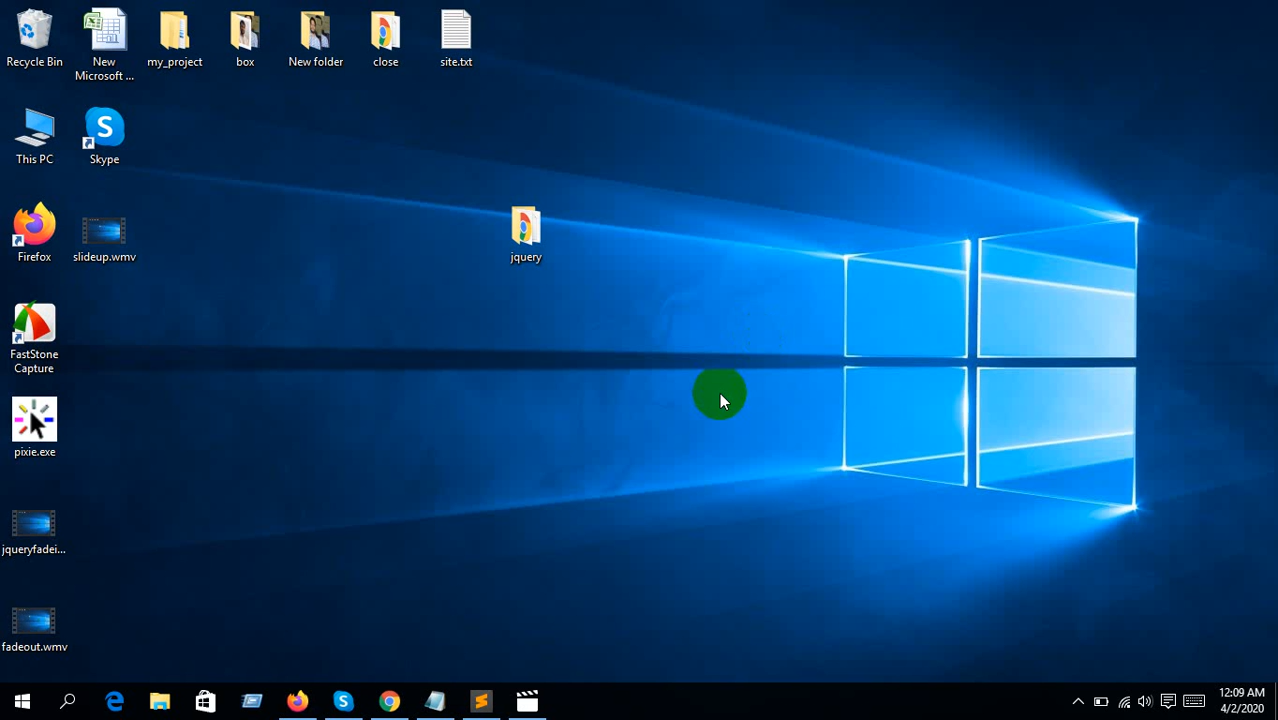 Recycle Bin
New
Microsoft ...
my_project
box
New folder
close
site.txt
This PC
Skype
Firefox
slideup.wmv
jquery
FastStone
Capture
pixie.exe
jqueryfadei...
fadeout.wmv
12:09 AM
4/2/2020